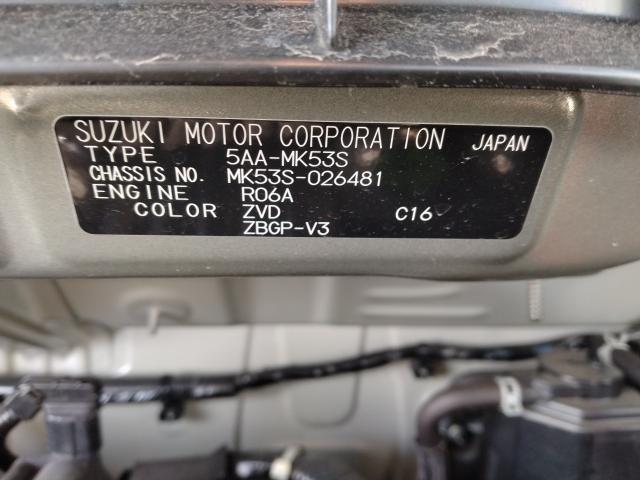 SUZUKI MOTOR CORPORATION JAPAN
TYPE 5AA-MK53S
CHASSIS NO. MK53S-026481
ENGINE R06A
COLOR ZVD C16
ZBGP-V3